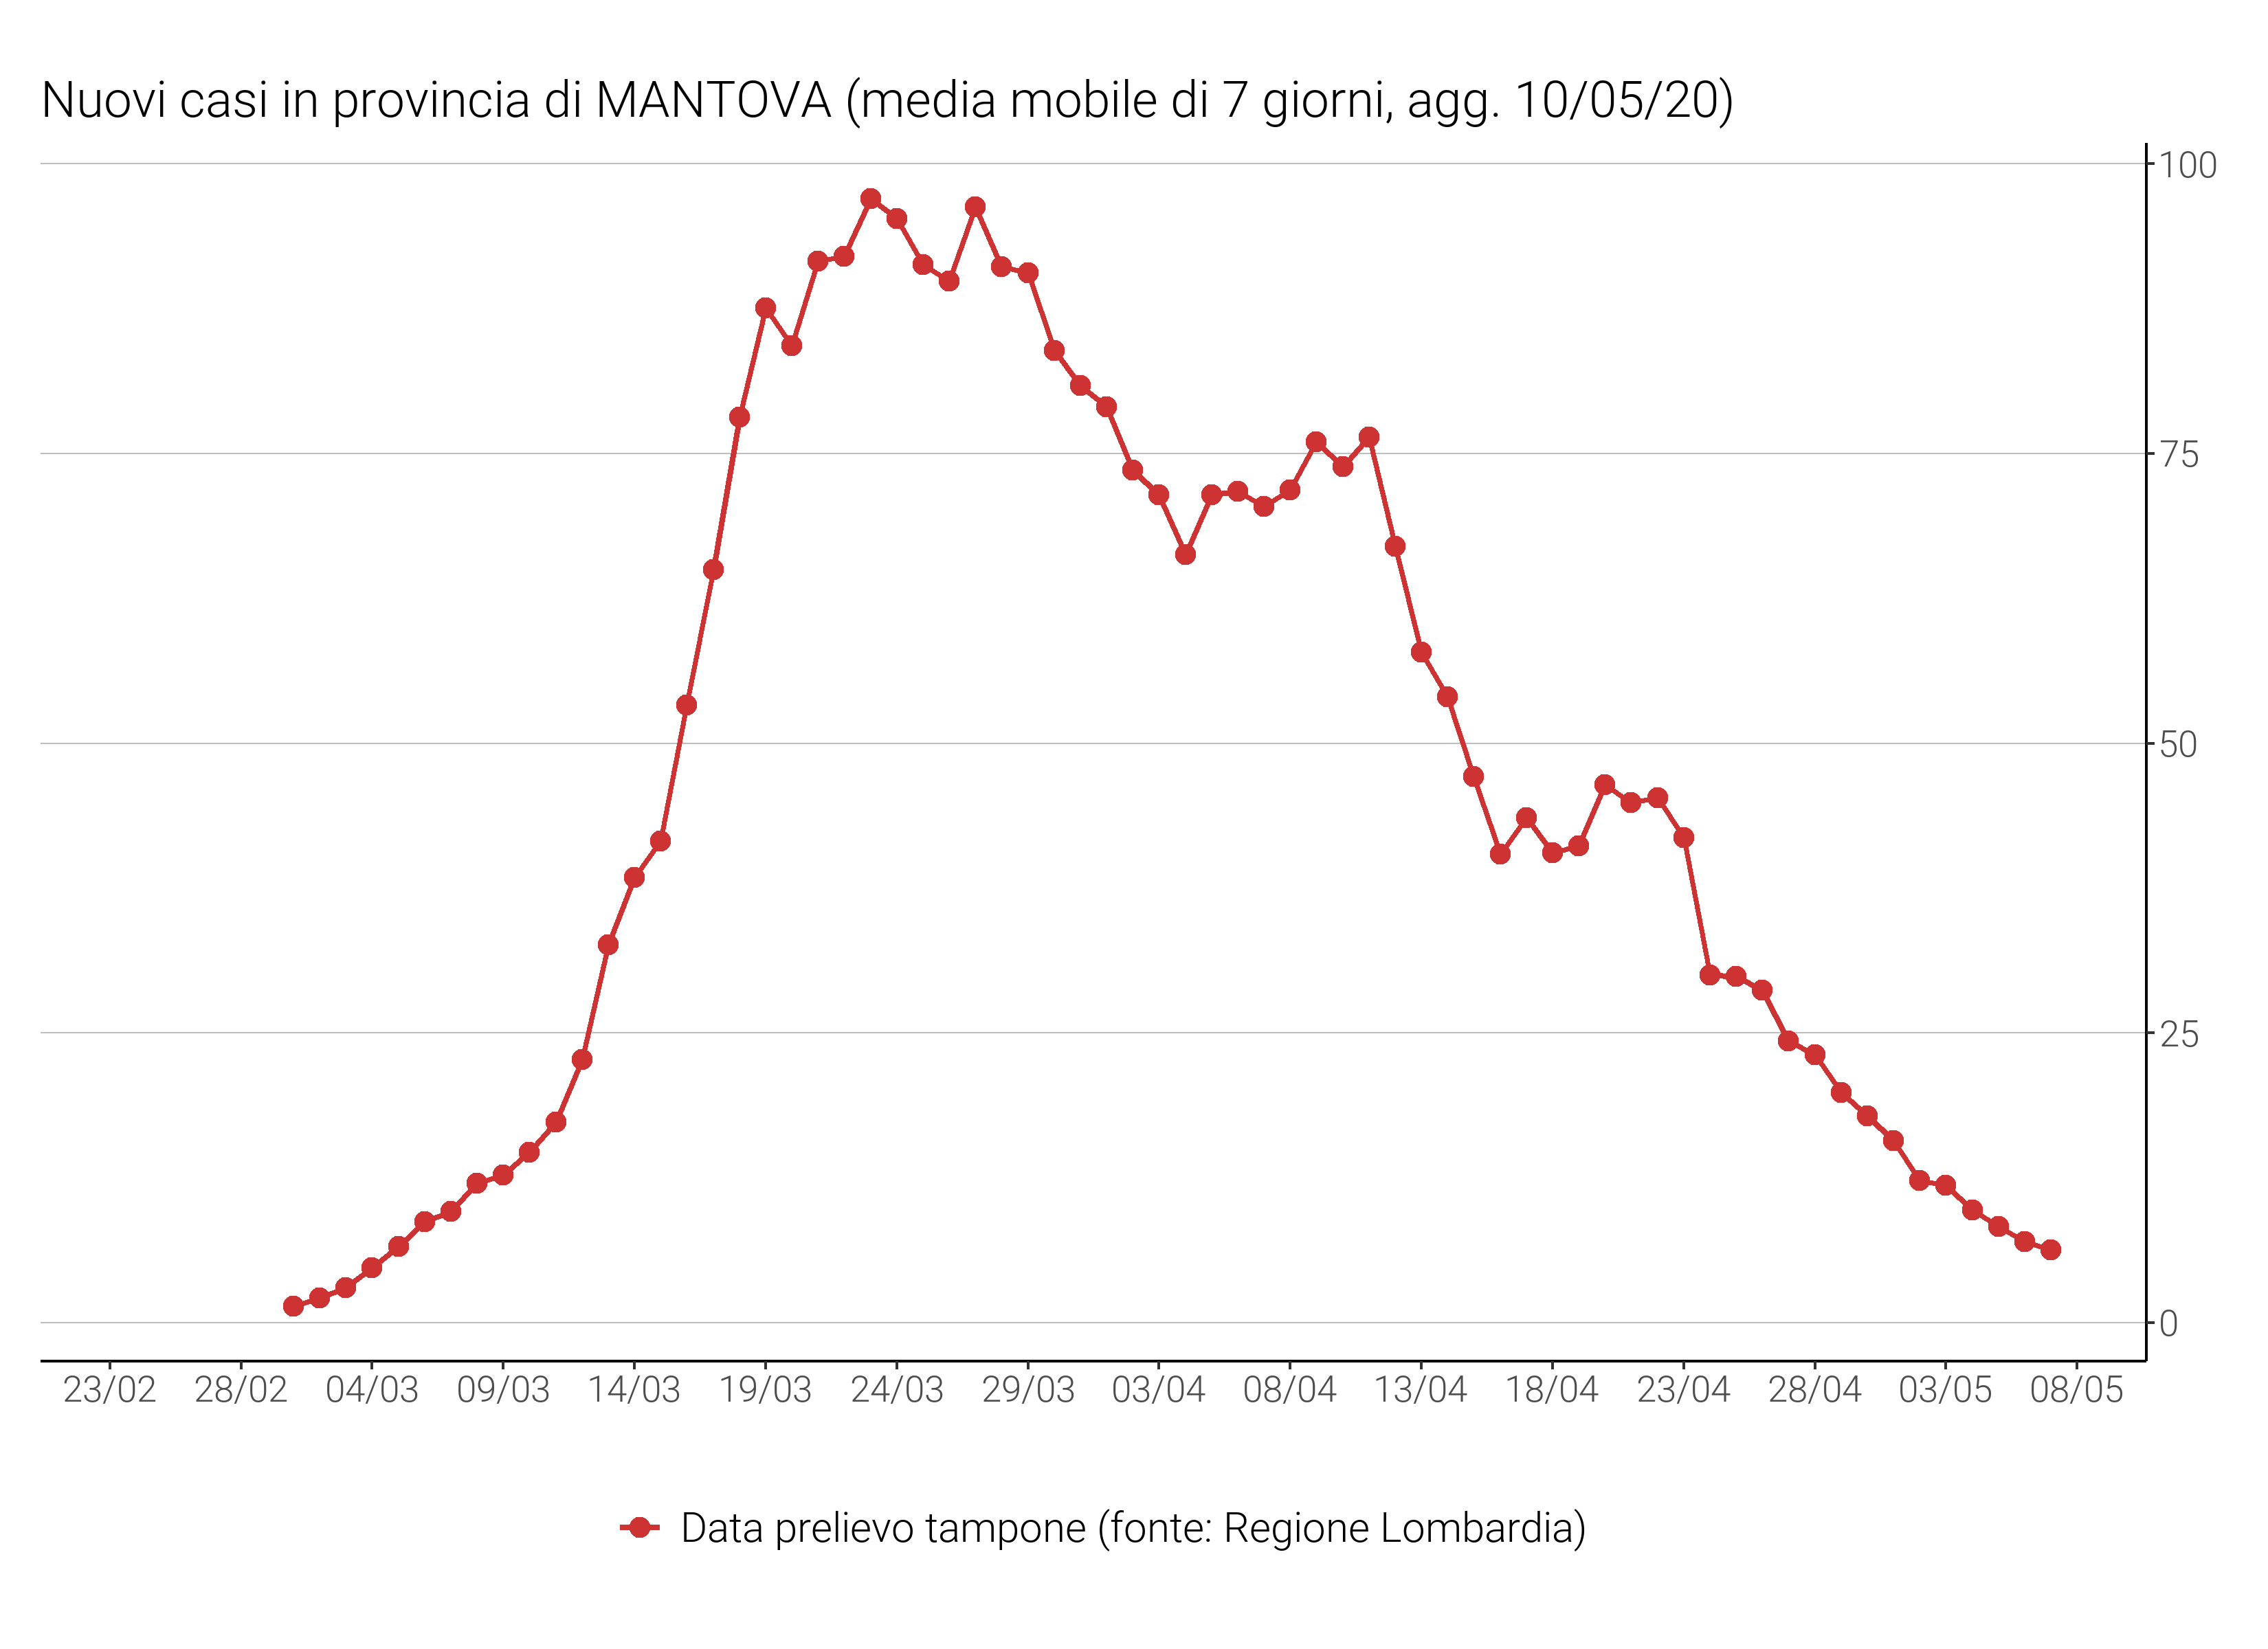 Nuovi casi in provincia di MANTOVA (media mobile di 7 giorni, agg. 10/05/20)
100
75
50
25
0
23/02 28/02 04/03 09/03 14/03 19/03 24/03 29/03 03/04 08/04 13/04 18/04 23/04 28/04 03/05 08/05
Data prelievo tampone (fonte: Regione Lombardia)